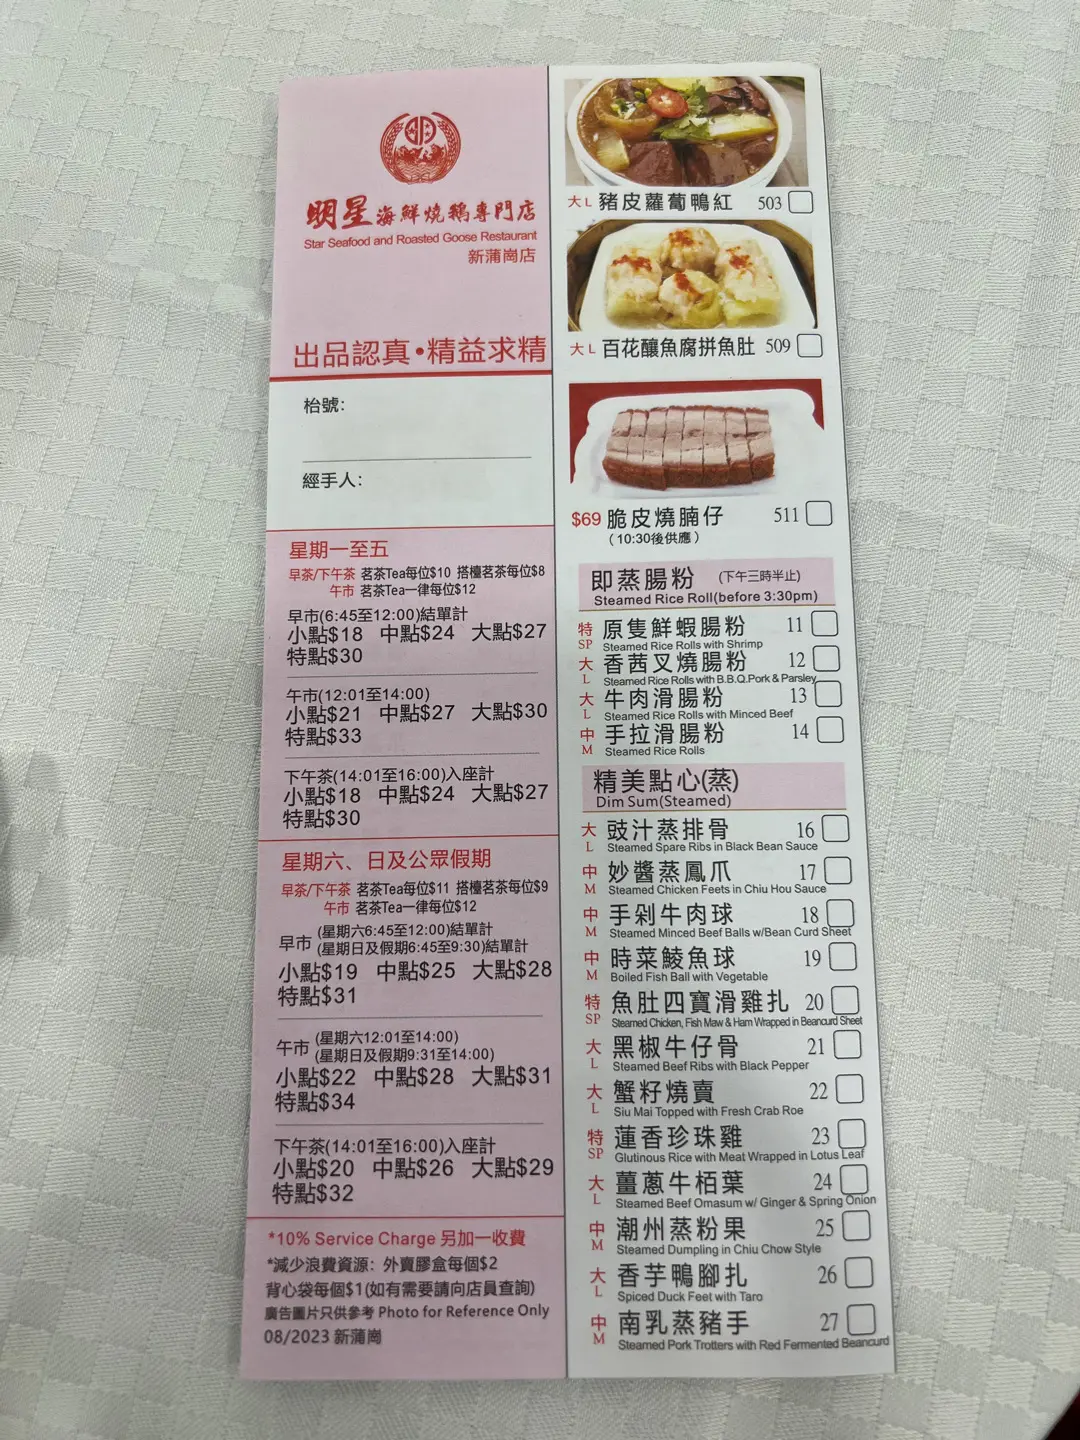 明星海鮮燒鵝專門店
Star Seafood and Roasted Goose Restaurant
新蒲崗店
出品認真•精益求精
枱號：
經手人：
星期一至五
早茶/下午茶 茗茶Tea每位$10 搭檯茗茶每位$8
午市 茗茶Tea一律每位$12
早市(6:45至12:00)結單計
小點$18 中點$24 大點$27
特點$30
午市(12:01至14:00)
小點$21 中點$27 大點$30
特點$33
下午茶(14:01至16:00)入座計
小點$18 中點$24 大點$27
特點$30
星期六、日及公眾假期
早茶/下午茶 茗茶Tea每位$11 搭檯茗茶每位$9
午市 茗茶Tea一律每位$12
早市 (星期六6:45至12:00)結單計
(星期日及假期6:45至9:30)結單計
小點$19 中點$25 大點$28
特點$31
午市 (星期六12:01至14:00)
(星期日及假期9:31至14:00)
小點$22 中點$28 大點$31
特點$34
下午茶(14:01至16:00)入座計
小點$20 中點$26 大點$29
特點$32
*10% Service Charge 另加一收費
*減少浪費資源：外賣膠盒每個$2
背心袋每個$1(如有需要請向店員查詢)
廣告圖片只供參考 Photo for Reference Only
08/2023 新蒲崗
大L 豬皮蘿蔔鴨紅 503
大L 百花釀魚腐拼魚肚 509
$69 脆皮燒腩仔 511
(10:30後供應)
即蒸腸粉 (下午三時半止)
Steamed Rice Roll(before 3:30pm)
特SP 原隻鮮蝦腸粉 11
Steamed Rice Rolls with Shrimp
大L 香茜叉燒腸粉 12
Steamed Rice Rolls with B.B.Q.Pork & Parsley
大L 牛肉滑腸粉 13
Steamed Rice Rolls with Minced Beef
中M 手拉滑腸粉 14
Steamed Rice Rolls
精美點心(蒸)
Dim Sum(Steamed)
大L 豉汁蒸排骨 16
Steamed Spare Ribs in Black Bean Sauce
中M 妙醬蒸鳳爪 17
Steamed Chicken Feets in Chiu Hou Sauce
中M 手剁牛肉球 18
Steamed Minced Beef Balls w/Bean Curd Sheet
中M 時菜鯪魚球 19
Boiled Fish Ball with Vegetable
特SP 魚肚四寶滑雞扎 20
Steamed Chicken, Fish Maw & Ham Wrapped in Beancurd Sheet
大L 黑椒牛仔骨 21
Steamed Beef Ribs with Black Pepper
大L 蟹籽燒賣 22
Siu Mai Topped with Fresh Crab Roe
特SP 蓮香珍珠雞 23
Glutinous Rice with Meat Wrapped in Lotus Leaf
大L 薑蔥牛栢葉 24
Steamed Beef Omasum w/ Ginger & Spring Onion
中M 潮州蒸粉果 25
Steamed Dumpling in Chiu Chow Style
大L 香芋鴨腳扎 26
Spiced Duck Feet with Taro
中M 南乳蒸豬手 27
Steamed Pork Trotters with Red Fermented Beancurd